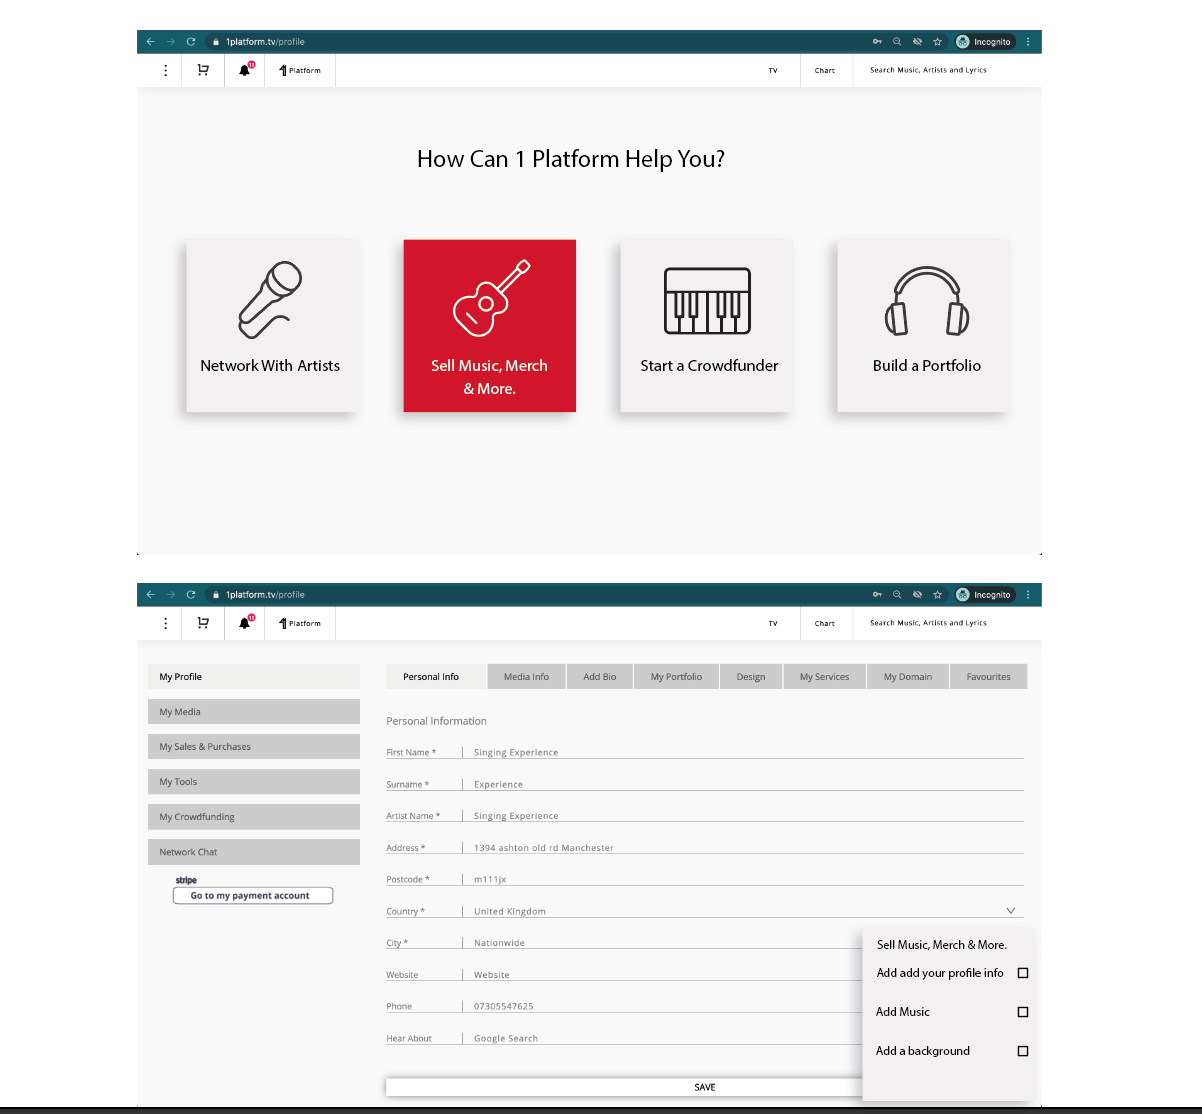 1platform.tv/profile
Incognito
11
1 Platform
TV
Chart
Search Music, Artists and Lyrics
How Can 1 Platform Help You?
Network With Artists
Sell Music, Merch
& More.
Start a Crowdfunder
Build a Portfolio
1platform.tv/profile
Incognito
11
1 Platform
TV
Chart
Search Music, Artists and Lyrics
My Profile
My Media
My Sales & Purchases
My Tools
My Crowdfunding
Network Chat
stripe
Go to my payment account
Personal Info
Media Info
Add Bio
My Portfolio
Design
My Services
My Domain
Favourites
Personal Information
First Name * Singing Experience
Surname * Experience
Artist Name * Singing Experience
Address * 1394 ashton old rd Manchester
Postcode * m111jx
Country * United Kingdom
City * Nationwide
Website Website
Phone 07305547625
Hear About Google Search
SAVE
Sell Music, Merch & More.
Add add your profile info
Add Music
Add a background